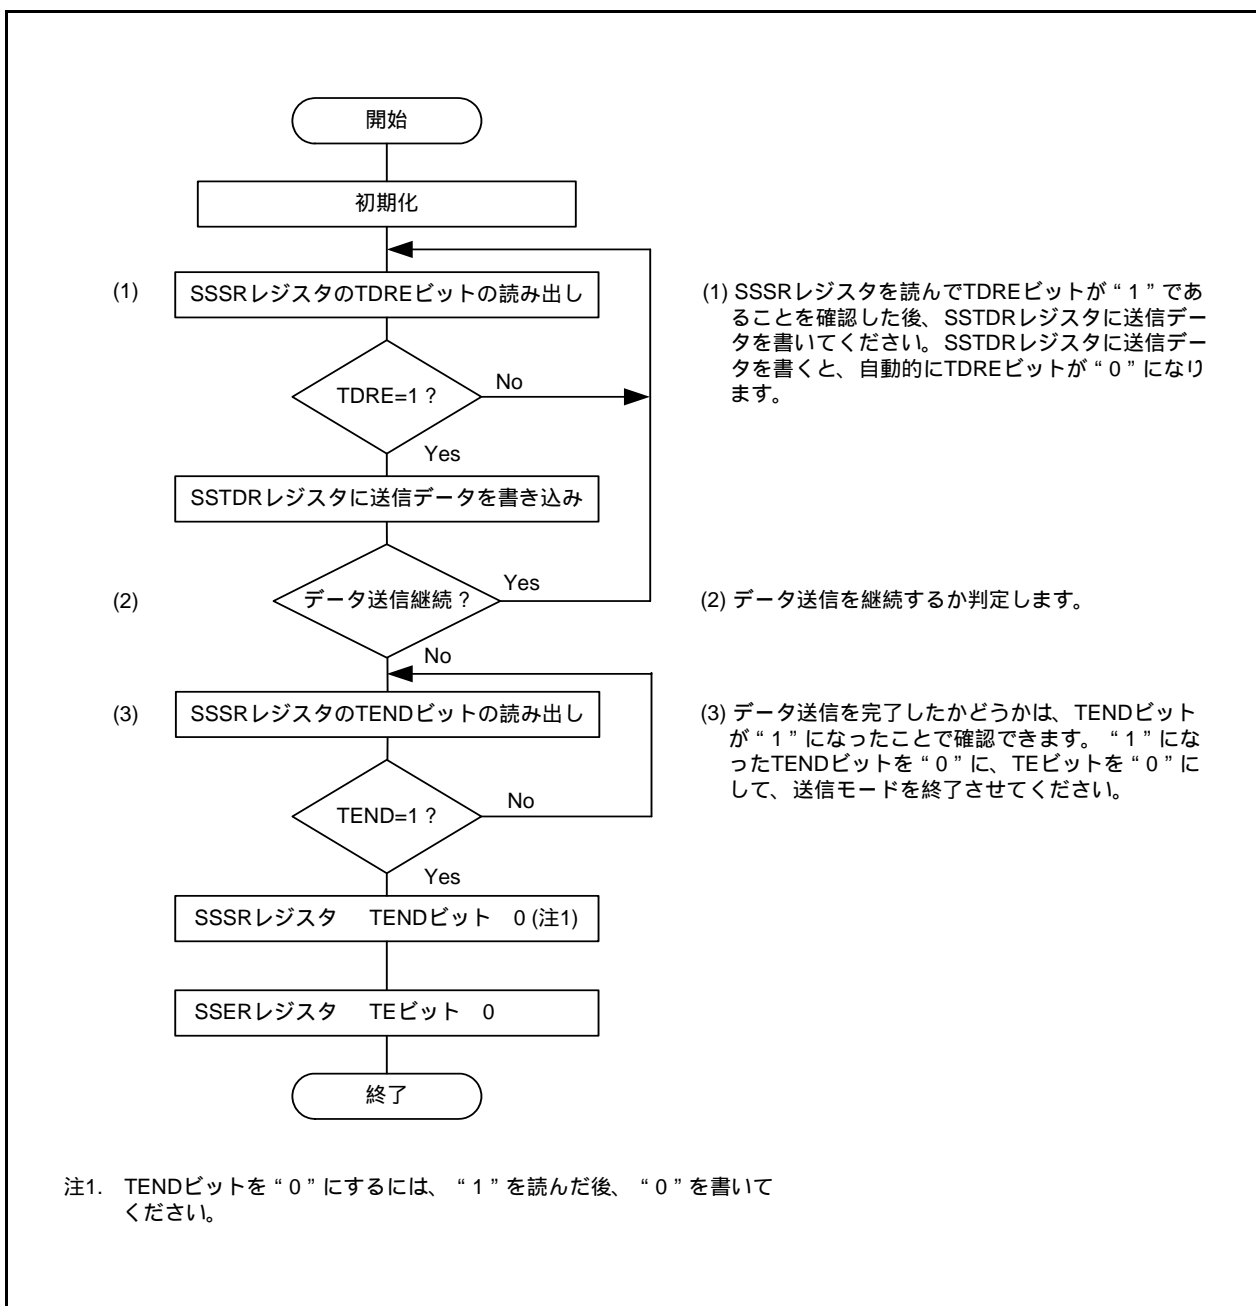 開始
初期化
(1)
SSSRレジスタのTDREビットの読み出し
(1) SSSRレジスタを読んでTDREビットが“1”であ
ることを確認した後、SSTDRレジスタに送信デー
タを書いてください。SSTDRレジスタに送信デー
タを書くと、自動的にTDREビットが“0”になり
ます。
TDRE=1 ?
No
Yes
SSTDRレジスタに送信データを書き込み
(2)
データ送信継続 ?
Yes
(2) データ送信を継続するか判定します。
No
(3)
SSSRレジスタのTENDビットの読み出し
(3) データ送信を完了したかどうかは、TENDビット
が“1”になったことで確認できます。“1”にな
ったTENDビットを“0”に、TEビットを“0”に
して、送信モードを終了させてください。
TEND=1 ?
No
Yes
SSSRレジスタ　TENDビット　0 (注1)
SSERレジスタ　TEビット　0
終了
注1.　TENDビットを“0”にするには、“1”を読んだ後、“0”を書いて
ください。